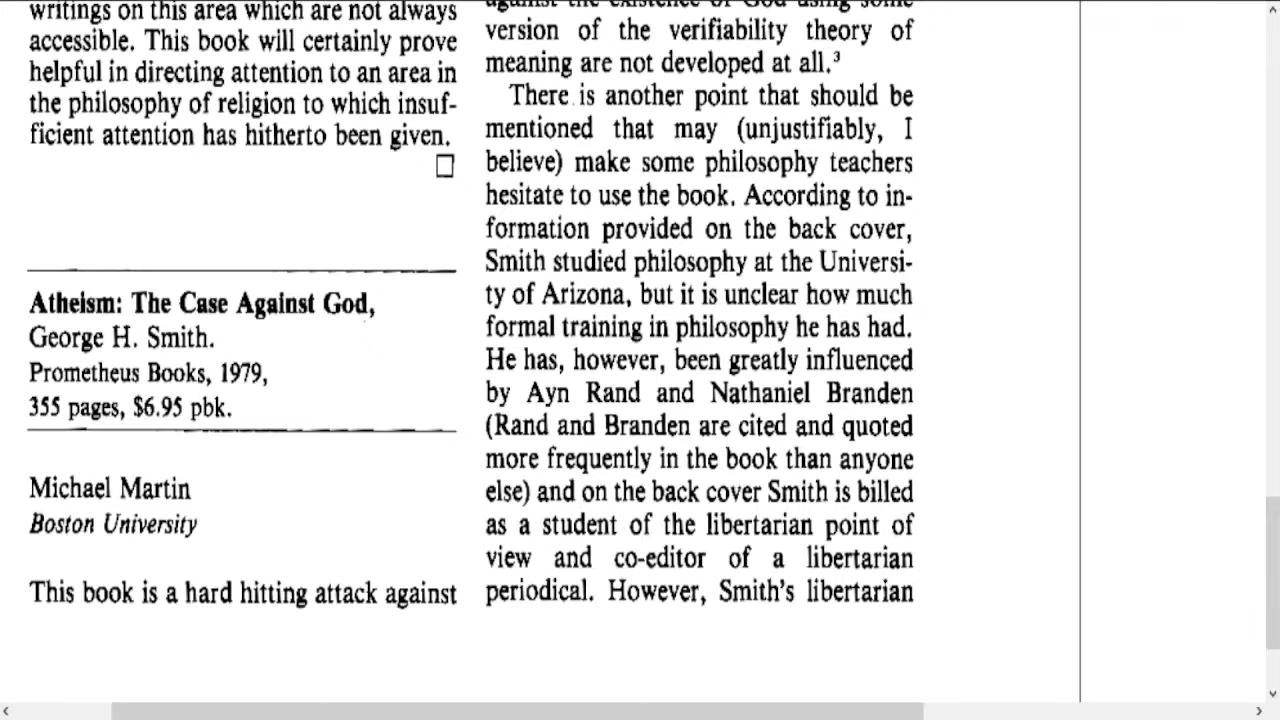 writings on this area which are not always
accessible. This book will certainly prove
helpful in directing attention to an area in
the philosophy of religion to which insuf-
ficient attention has hitherto been given.
Atheism: The Case Against God,
George H. Smith.
Prometheus Books, 1979,
355 pages, $6.95 pbk.
Michael Martin
Boston University
This book is a hard hitting attack against
against the existence of God using some
version of the verifiability theory of
meaning are not developed at all.³
There is another point that should be
mentioned that may (unjustifiably, I
believe) make some philosophy teachers
hesitate to use the book. According to in-
formation provided on the back cover,
Smith studied philosophy at the Universi-
ty of Arizona, but it is unclear how much
formal training in philosophy he has had.
He has, however, been greatly influenced
by Ayn Rand and Nathaniel Branden
(Rand and Branden are cited and quoted
more frequently in the book than anyone
else) and on the back cover Smith is billed
as a student of the libertarian point of
view and co-editor of a libertarian
periodical. However, Smith's libertarian